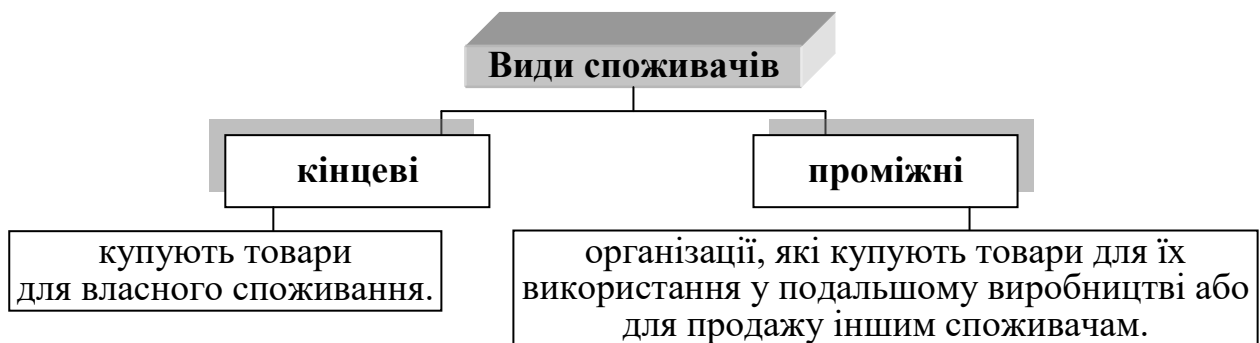 Види споживачів
кінцеві
проміжні
купують товари
для власного споживання.
організації, які купують товари для їх
використання у подальшому виробництві або
для продажу іншим споживачам.